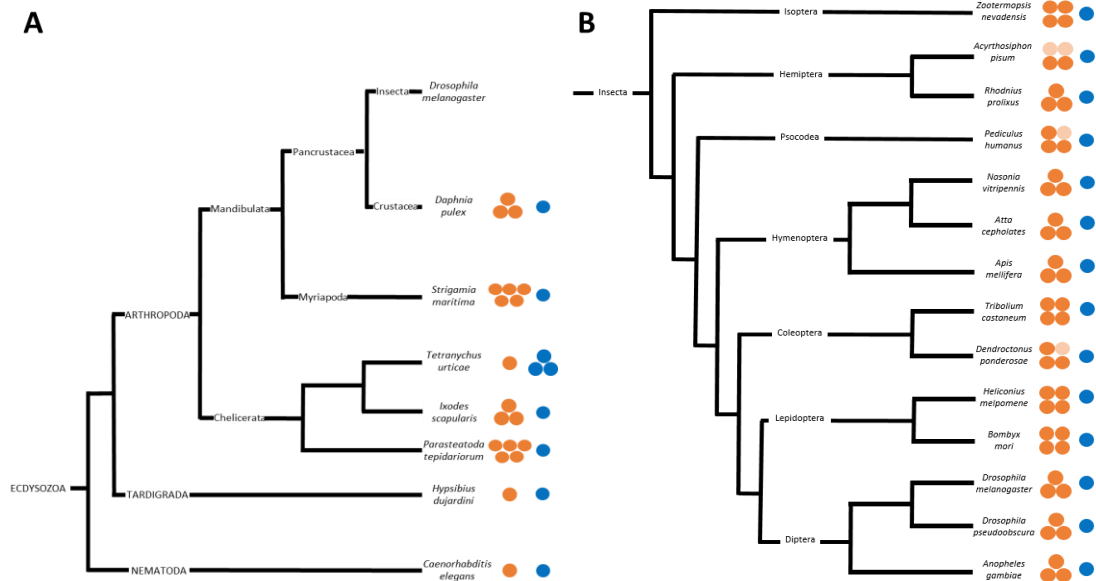 A
Insecta
Drosophila
melanogaster
Pancrustacea
Crustacea
Daphnia
pulex
Mandibulata
Myriapoda
Strigamia
maritima
ARTHROPODA
Tetranychus
urticae
Chelicerata
Ixodes
scapularis
Parasteatoda
tepidariorum
ECDYSOZOA
TARDIGRADA
Hypsibius
dujardini
NEMATODA
Caenorhabditis
elegans
B
Isoptera
Zootermopsis
nevadensis
Insecta
Hemiptera
Acyrthosiphon
pisum
Rhodnius
prolixus
Psocodea
Pediculus
humanus
Hymenoptera
Nasonia
vitripennis
Atta
cepholates
Apis
mellifera
Coleoptera
Tribolium
castaneum
Dendroctonus
ponderosae
Lepidoptera
Heliconius
melpomene
Bombyx
mori
Diptera
Drosophila
melanogaster
Drosophila
pseudoobscura
Anopheles
gambiae